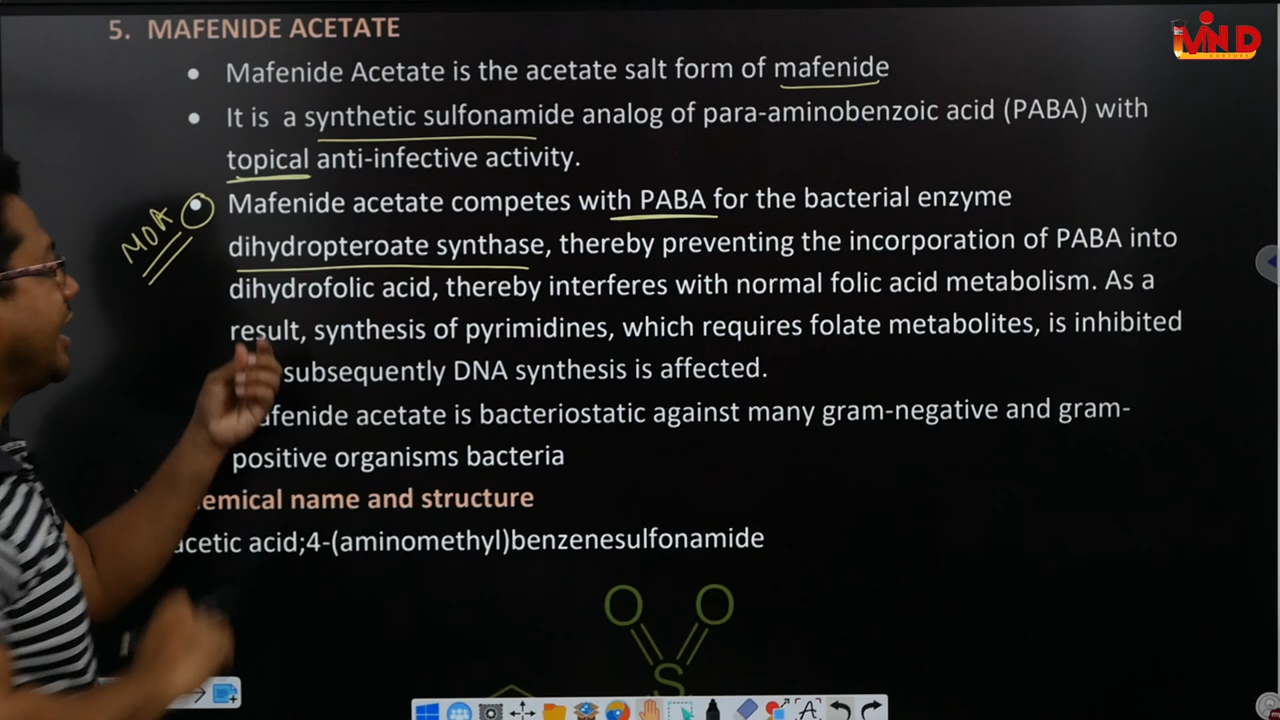 MIND
NURTURE
5. MAFENIDE ACETATE
• Mafenide Acetate is the acetate salt form of mafenide
• It is a synthetic sulfonamide analog of para-aminobenzoic acid (PABA) with
topical anti-infective activity.
MOA
• Mafenide acetate competes with PABA for the bacterial enzyme
dihydropteroate synthase, thereby preventing the incorporation of PABA into
dihydrofolic acid, thereby interferes with normal folic acid metabolism. As a
result, synthesis of pyrimidines, which requires folate metabolites, is inhibited
subsequently DNA synthesis is affected.
afenide acetate is bacteriostatic against many gram-negative and gram-
positive organisms bacteria
emical name and structure
acetic acid;4-(aminomethyl)benzenesulfonamide
O O
S
A